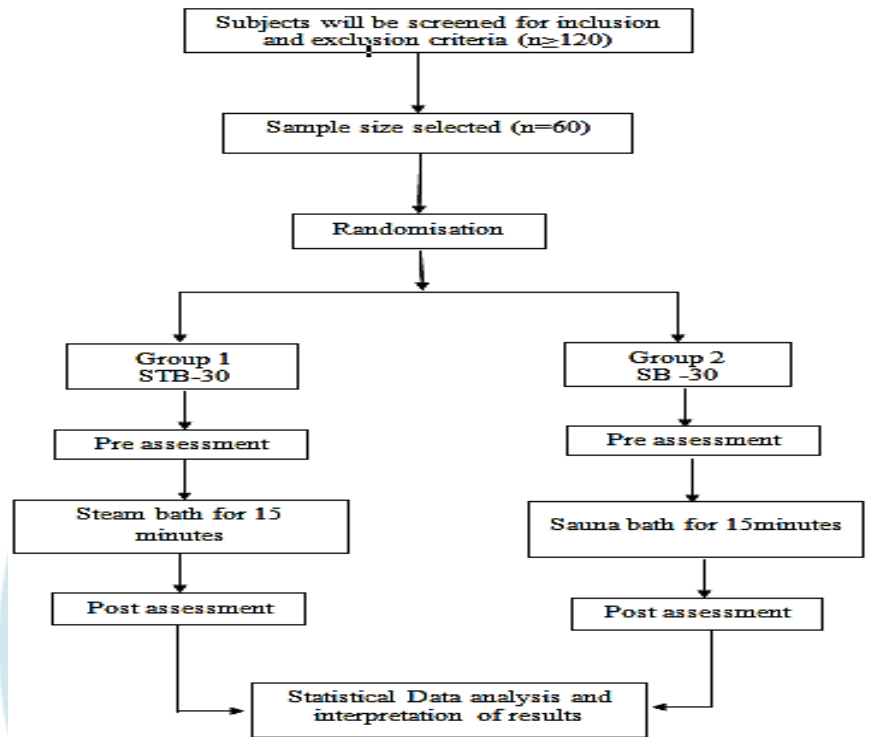 Subjects will be screened for inclusion
and exclusion criteria (n≥120)
Sample size selected (n=60)
Randomisation
Group 1
STB-30
Group 2
SB -30
Pre assessment
Pre assessment
Steam bath for 15
minutes
Sauna bath for 15minutes
Post assessment
Post assessment
Statistical Data analysis and
interpretation of results